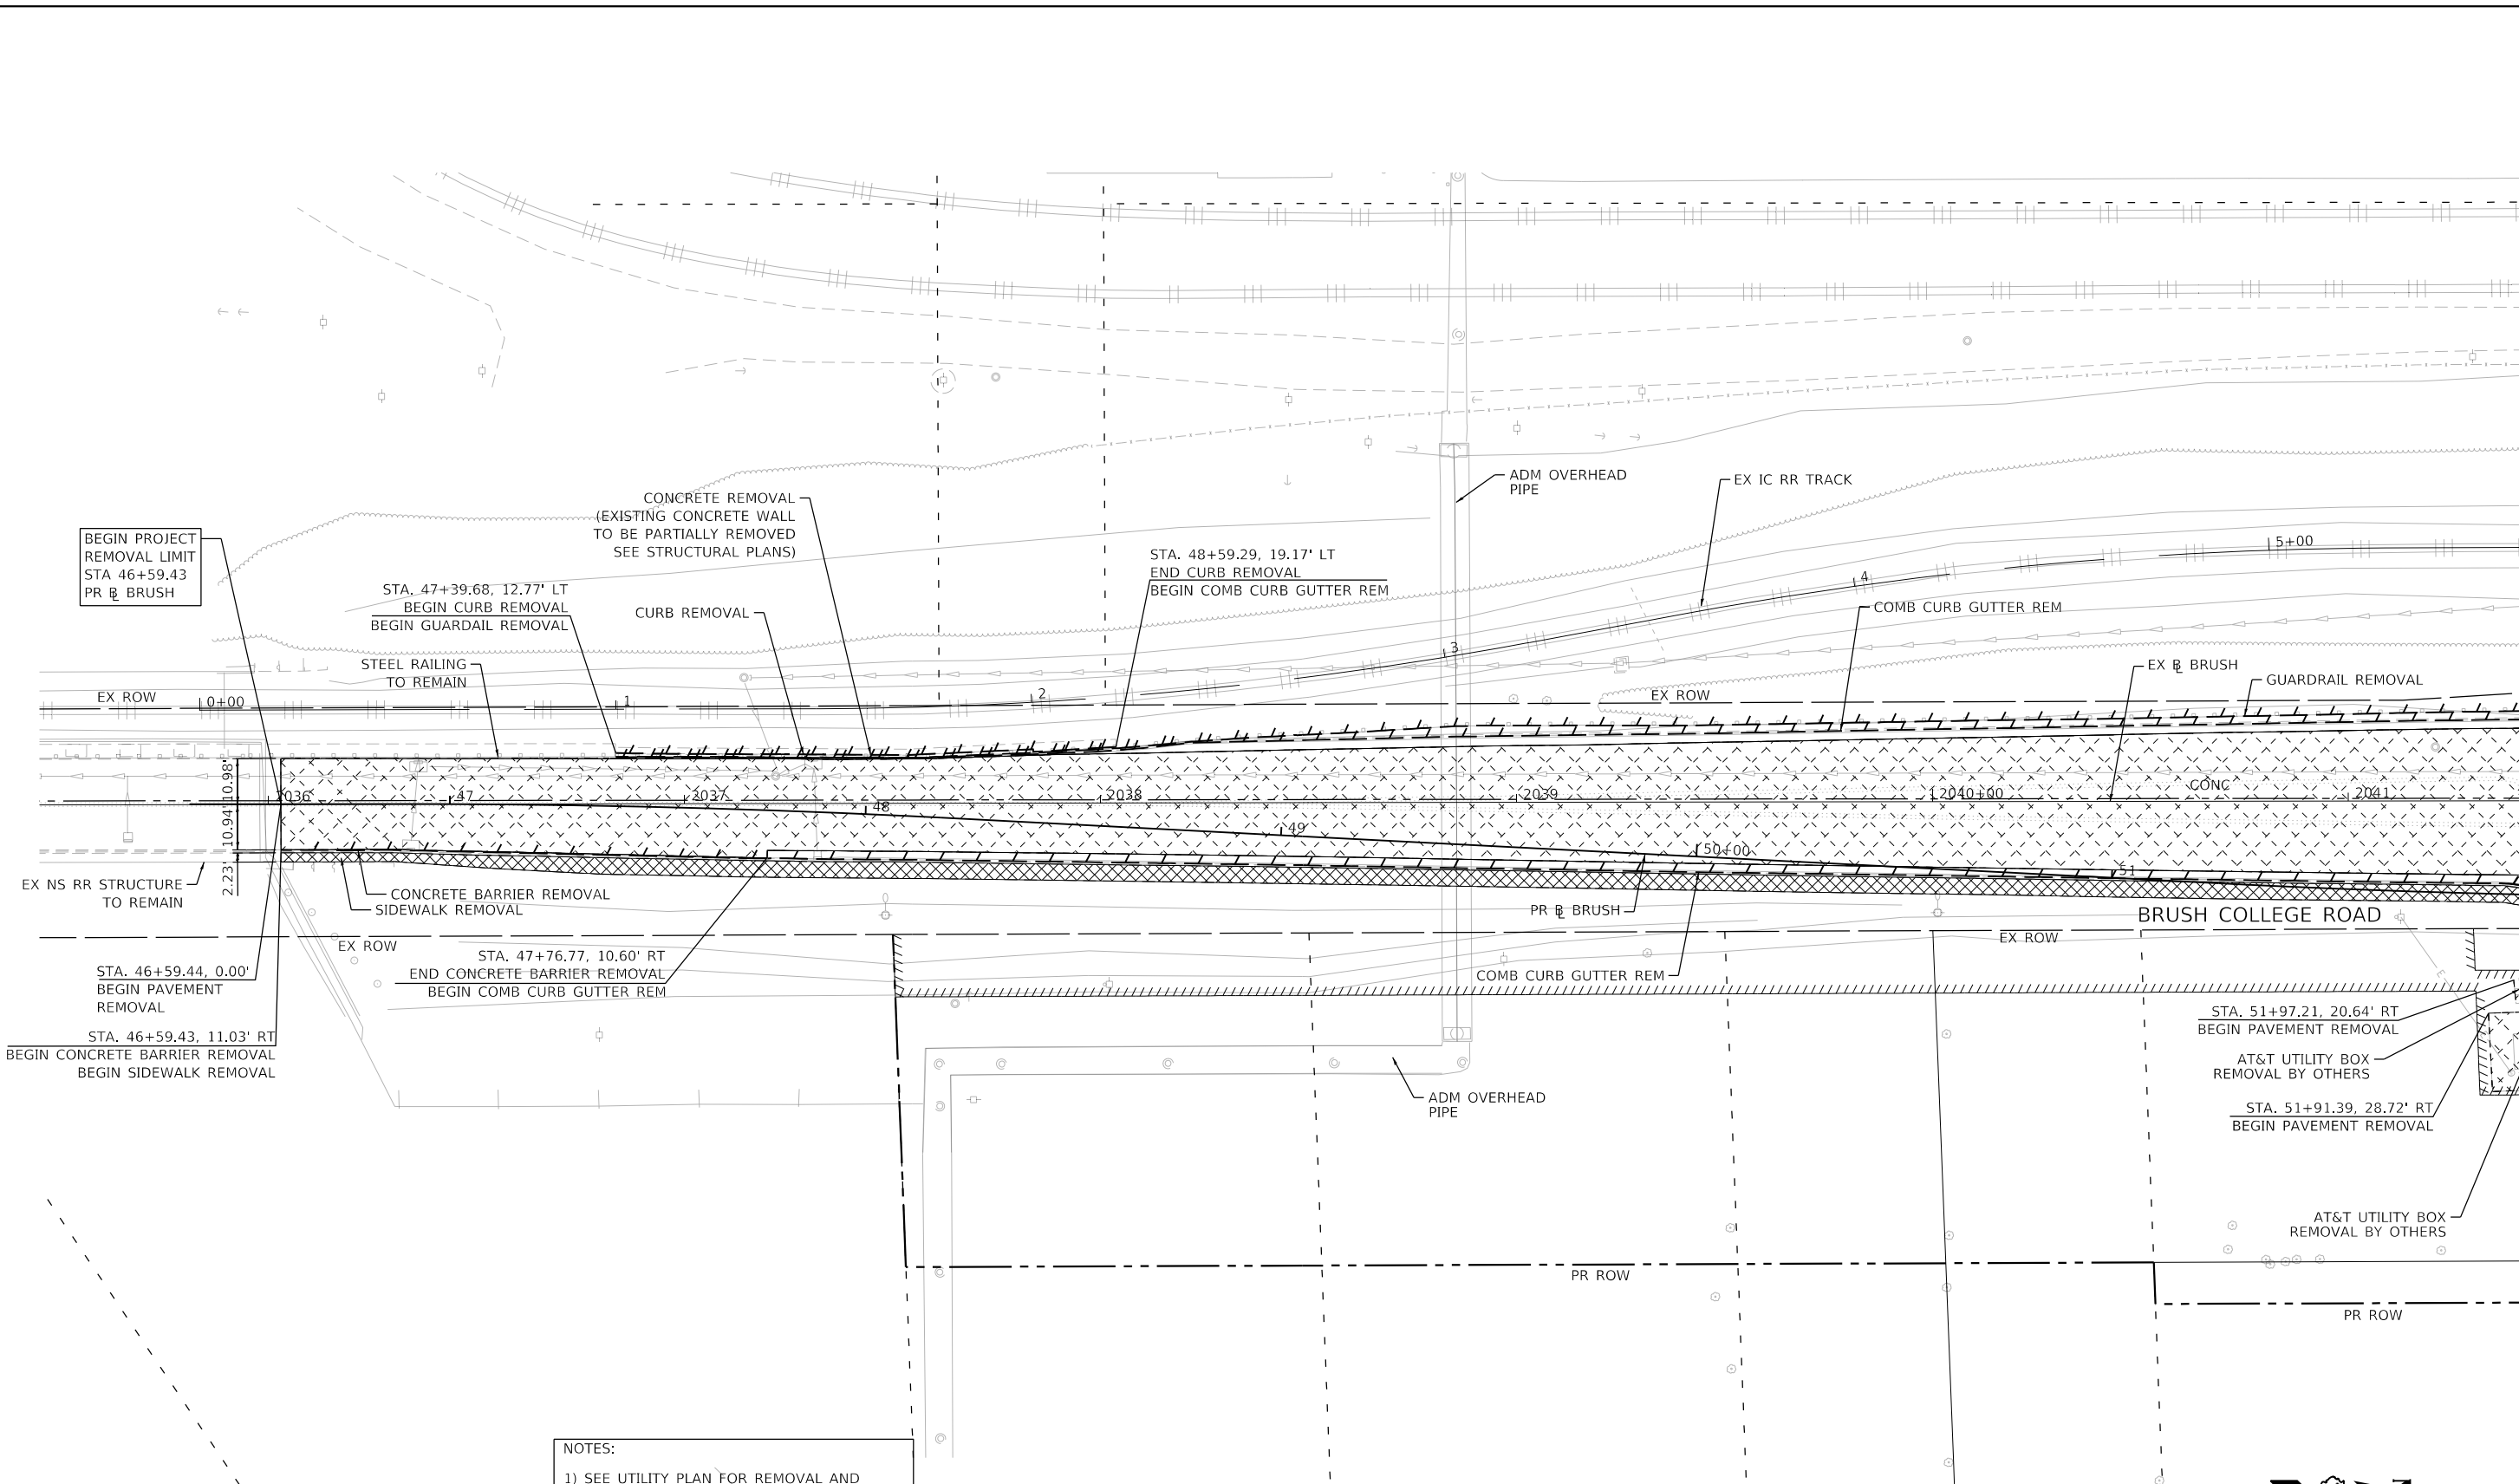 BEGIN PROJECT
REMOVAL LIMIT
STA 46+59.43
PR ⅊ BRUSH
CONCRETE REMOVAL
(EXISTING CONCRETE WALL
TO BE PARTIALLY REMOVED
SEE STRUCTURAL PLANS)
STA. 47+39.68, 12.77' LT
BEGIN CURB REMOVAL
BEGIN GUARDAIL REMOVAL
CURB REMOVAL
STEEL RAILING
TO REMAIN
STA. 48+59.29, 19.17' LT
END CURB REMOVAL
BEGIN COMB CURB GUTTER REM
ADM OVERHEAD
PIPE
EX IC RR TRACK
COMB CURB GUTTER REM
EX ⅊ BRUSH
GUARDRAIL REMOVAL
EX ROW
0+00
1
2
3
4
5+00
EX ROW
10.98'
10.94'
2.23'
2036
47
2037
48
2038
49
2039
50+00
2040+00
51
2041
CONC
EX NS RR STRUCTURE
TO REMAIN
CONCRETE BARRIER REMOVAL
SIDEWALK REMOVAL
PR ⅊ BRUSH
BRUSH COLLEGE ROAD
EX ROW
EX ROW
STA. 46+59.44, 0.00'
BEGIN PAVEMENT
REMOVAL
STA. 47+76.77, 10.60' RT
END CONCRETE BARRIER REMOVAL
BEGIN COMB CURB GUTTER REM
COMB CURB GUTTER REM
E
STA. 46+59.43, 11.03' RT
BEGIN CONCRETE BARRIER REMOVAL
BEGIN SIDEWALK REMOVAL
STA. 51+97.21, 20.64' RT
BEGIN PAVEMENT REMOVAL
AT&T UTILITY BOX
REMOVAL BY OTHERS
ADM OVERHEAD
PIPE
STA. 51+91.39, 28.72' RT
BEGIN PAVEMENT REMOVAL
AT&T UTILITY BOX
REMOVAL BY OTHERS
PR ROW
PR ROW
NOTES:
1) SEE UTILITY PLAN FOR REMOVAL AND